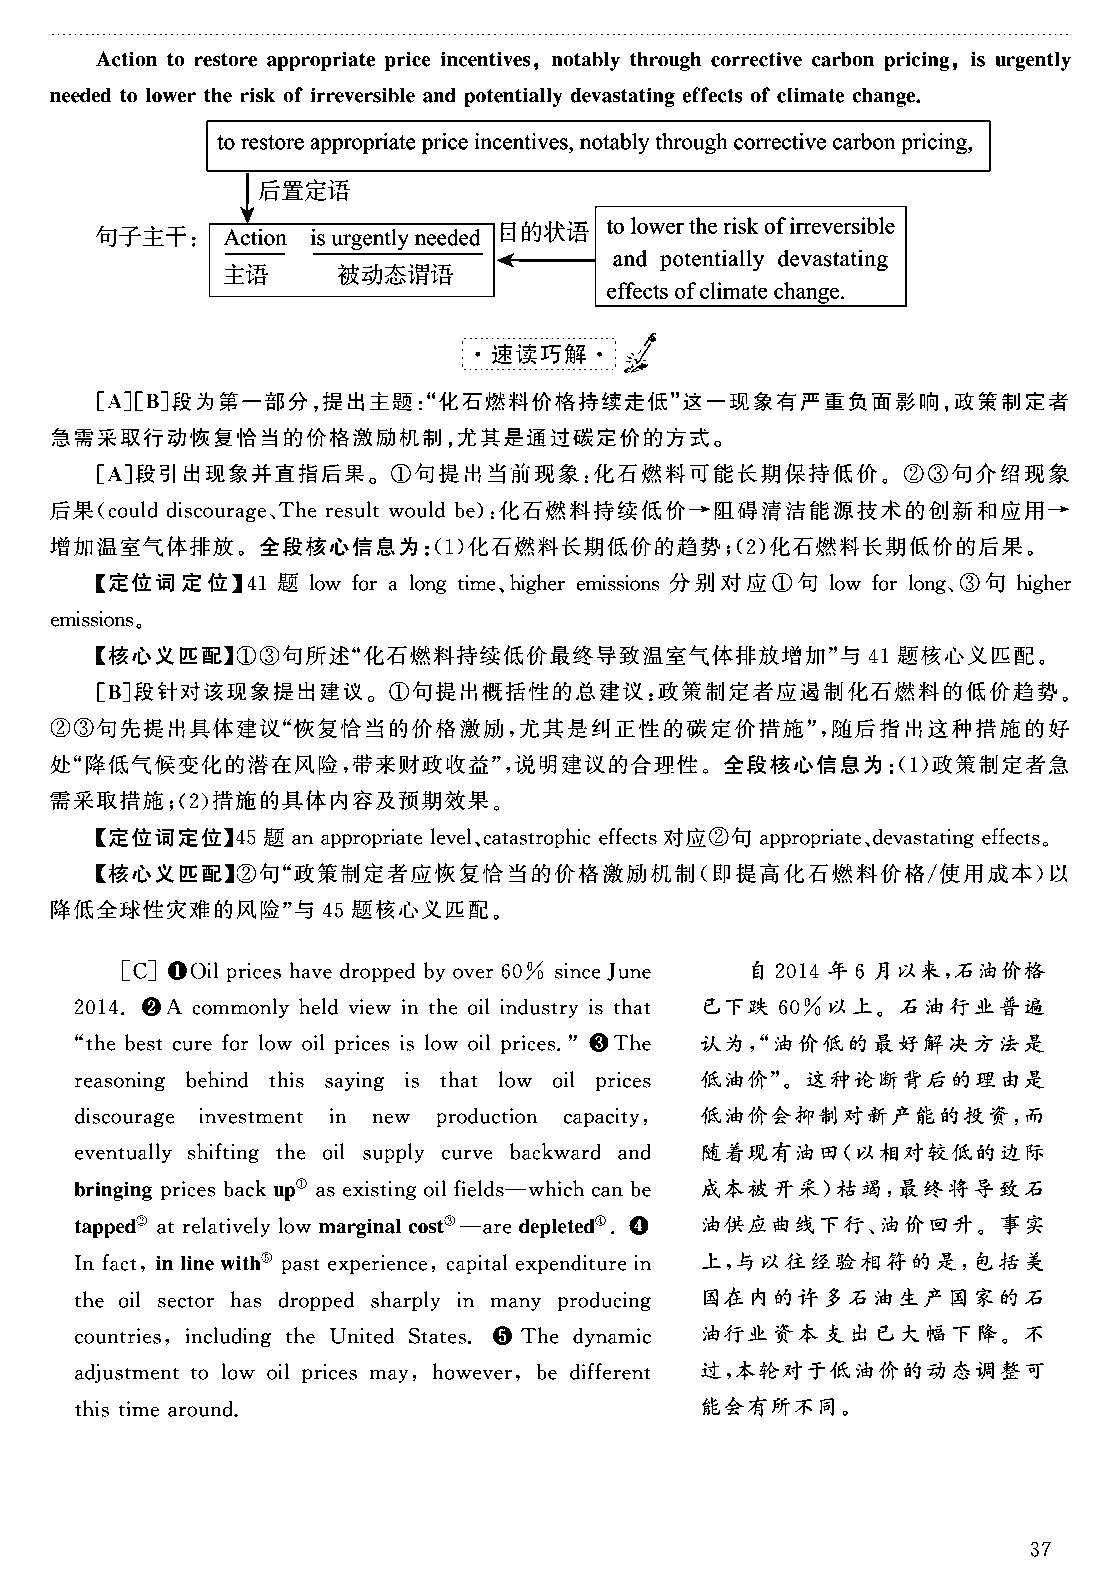 Action to restore appropriate price incentives, notably through corrective carbon pricing, is urgently
needed to lower the risk of irreversible and potentially devastating effects of climate change.
to restore appropriate price incentives, notably through corrective carbon pricing,
后置定语
句子主干: Action is urgently needed 目的状语 to lower the risk of irreversible
主语 被动态谓语 and potentially devastating
effects of climate change.
·速读巧解·
[A][B]段为第一部分,提出主题:“化石燃料价格持续走低”这一现象有严重负面影响,政策制定者
急需采取行动恢复恰当的价格激励机制,尤其是通过碳定价的方式。
[A]段引出现象并直指后果。①句提出当前现象:化石燃料可能长期保持低价。②③句介绍现象
后果(could discourage、The result would be):化石燃料持续低价→阻碍清洁能源技术的创新和应用→
增加温室气体排放。全段核心信息为:(1)化石燃料长期低价的趋势;(2)化石燃料长期低价的后果。
【定位词定位】41 题 low for a long time、higher emissions 分别对应①句 low for long、③句 higher
emissions。
【核心义匹配】①③句所述“化石燃料持续低价最终导致温室气体排放增加”与 41 题核心义匹配。
[B]段针对该现象提出建议。①句提出概括性的总建议:政策制定者应遏制化石燃料的低价趋势。
②③句先提出具体建议“恢复恰当的价格激励,尤其是纠正性的碳定价措施”,随后指出这种措施的好
处“降低气候变化的潜在风险,带来财政收益”,说明建议的合理性。全段核心信息为:(1)政策制定者急
需采取措施;(2)措施的具体内容及预期效果。
【定位词定位】45 题 an appropriate level、catastrophic effects 对应②句 appropriate、devastating effects。
【核心义匹配】②句“政策制定者应恢复恰当的价格激励机制(即提高化石燃料价格/使用成本)以
降低全球性灾难的风险”与 45 题核心义匹配。
[C] ❶Oil prices have dropped by over 60% since June
2014. ❷A commonly held view in the oil industry is that
“the best cure for low oil prices is low oil prices.” ❸The
reasoning behind this saying is that low oil prices
discourage investment in new production capacity,
eventually shifting the oil supply curve backward and
bringing prices back up① as existing oil fields—which can be
tapped② at relatively low marginal cost③—are depleted④. ❹
In fact, in line with⑤ past experience, capital expenditure in
the oil sector has dropped sharply in many producing
countries, including the United States. ❺ The dynamic
adjustment to low oil prices may, however, be different
this time around.
自 2014 年 6 月以来,石油价格
已下跌 60%以上。石油行业普遍
认为,“油价低的最好解决方法是
低油价”。这种论断背后的理由是
低油价会抑制对新产能的投资,而
随着现有油田(以相对较低的边际
成本被开采)枯竭,最终将导致石
油供应曲线下行、油价回升。事实
上,与以往经验相符的是,包括美
国在内的许多石油生产国家的石
油行业资本支出已大幅下降。不
过,本轮对于低油价的动态调整可
能会有所不同。
37